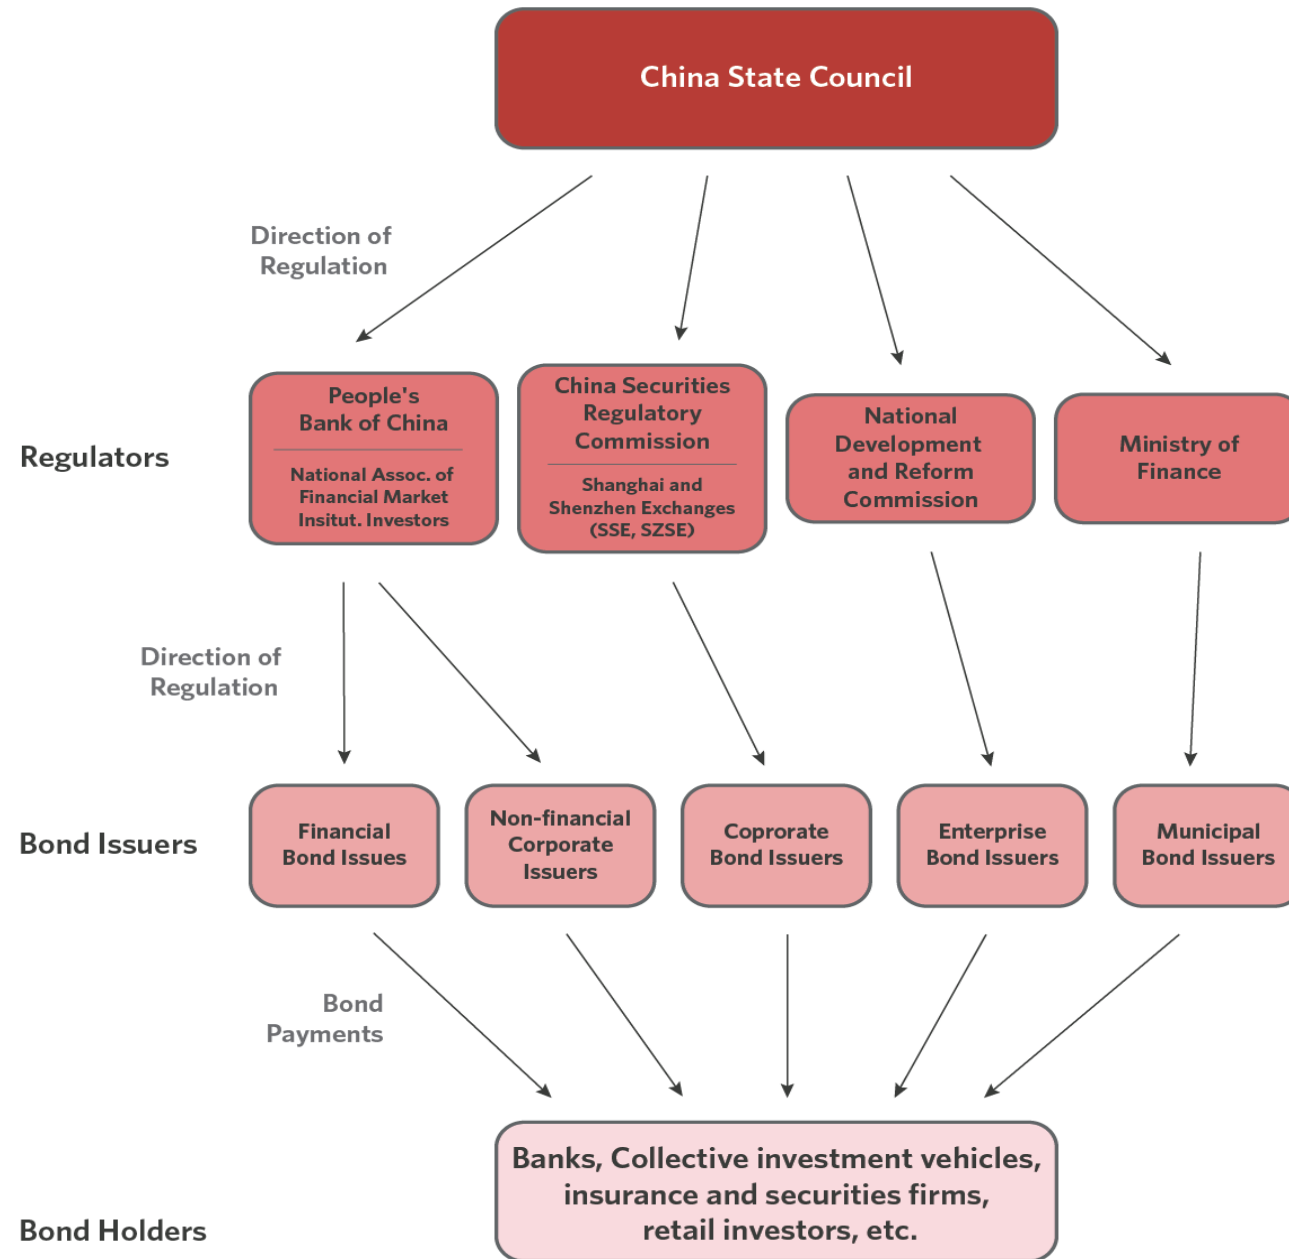 China State Council
Direction of
Regulation
Regulators
People's
Bank of China
National Assoc. of
Financial Market
Insitut. Investors
China Securities
Regulatory
Commission
Shanghai and
Shenzhen Exchanges
(SSE, SZSE)
National
Development
and Reform
Commission
Ministry of
Finance
Direction of
Regulation
Bond Issuers
Financial
Bond Issues
Non-financial
Corporate
Issuers
Coprorate
Bond Issuers
Enterprise
Bond Issuers
Municipal
Bond Issuers
Bond
Payments
Bond Holders
Banks, Collective investment vehicles,
insurance and securities firms,
retail investors, etc.